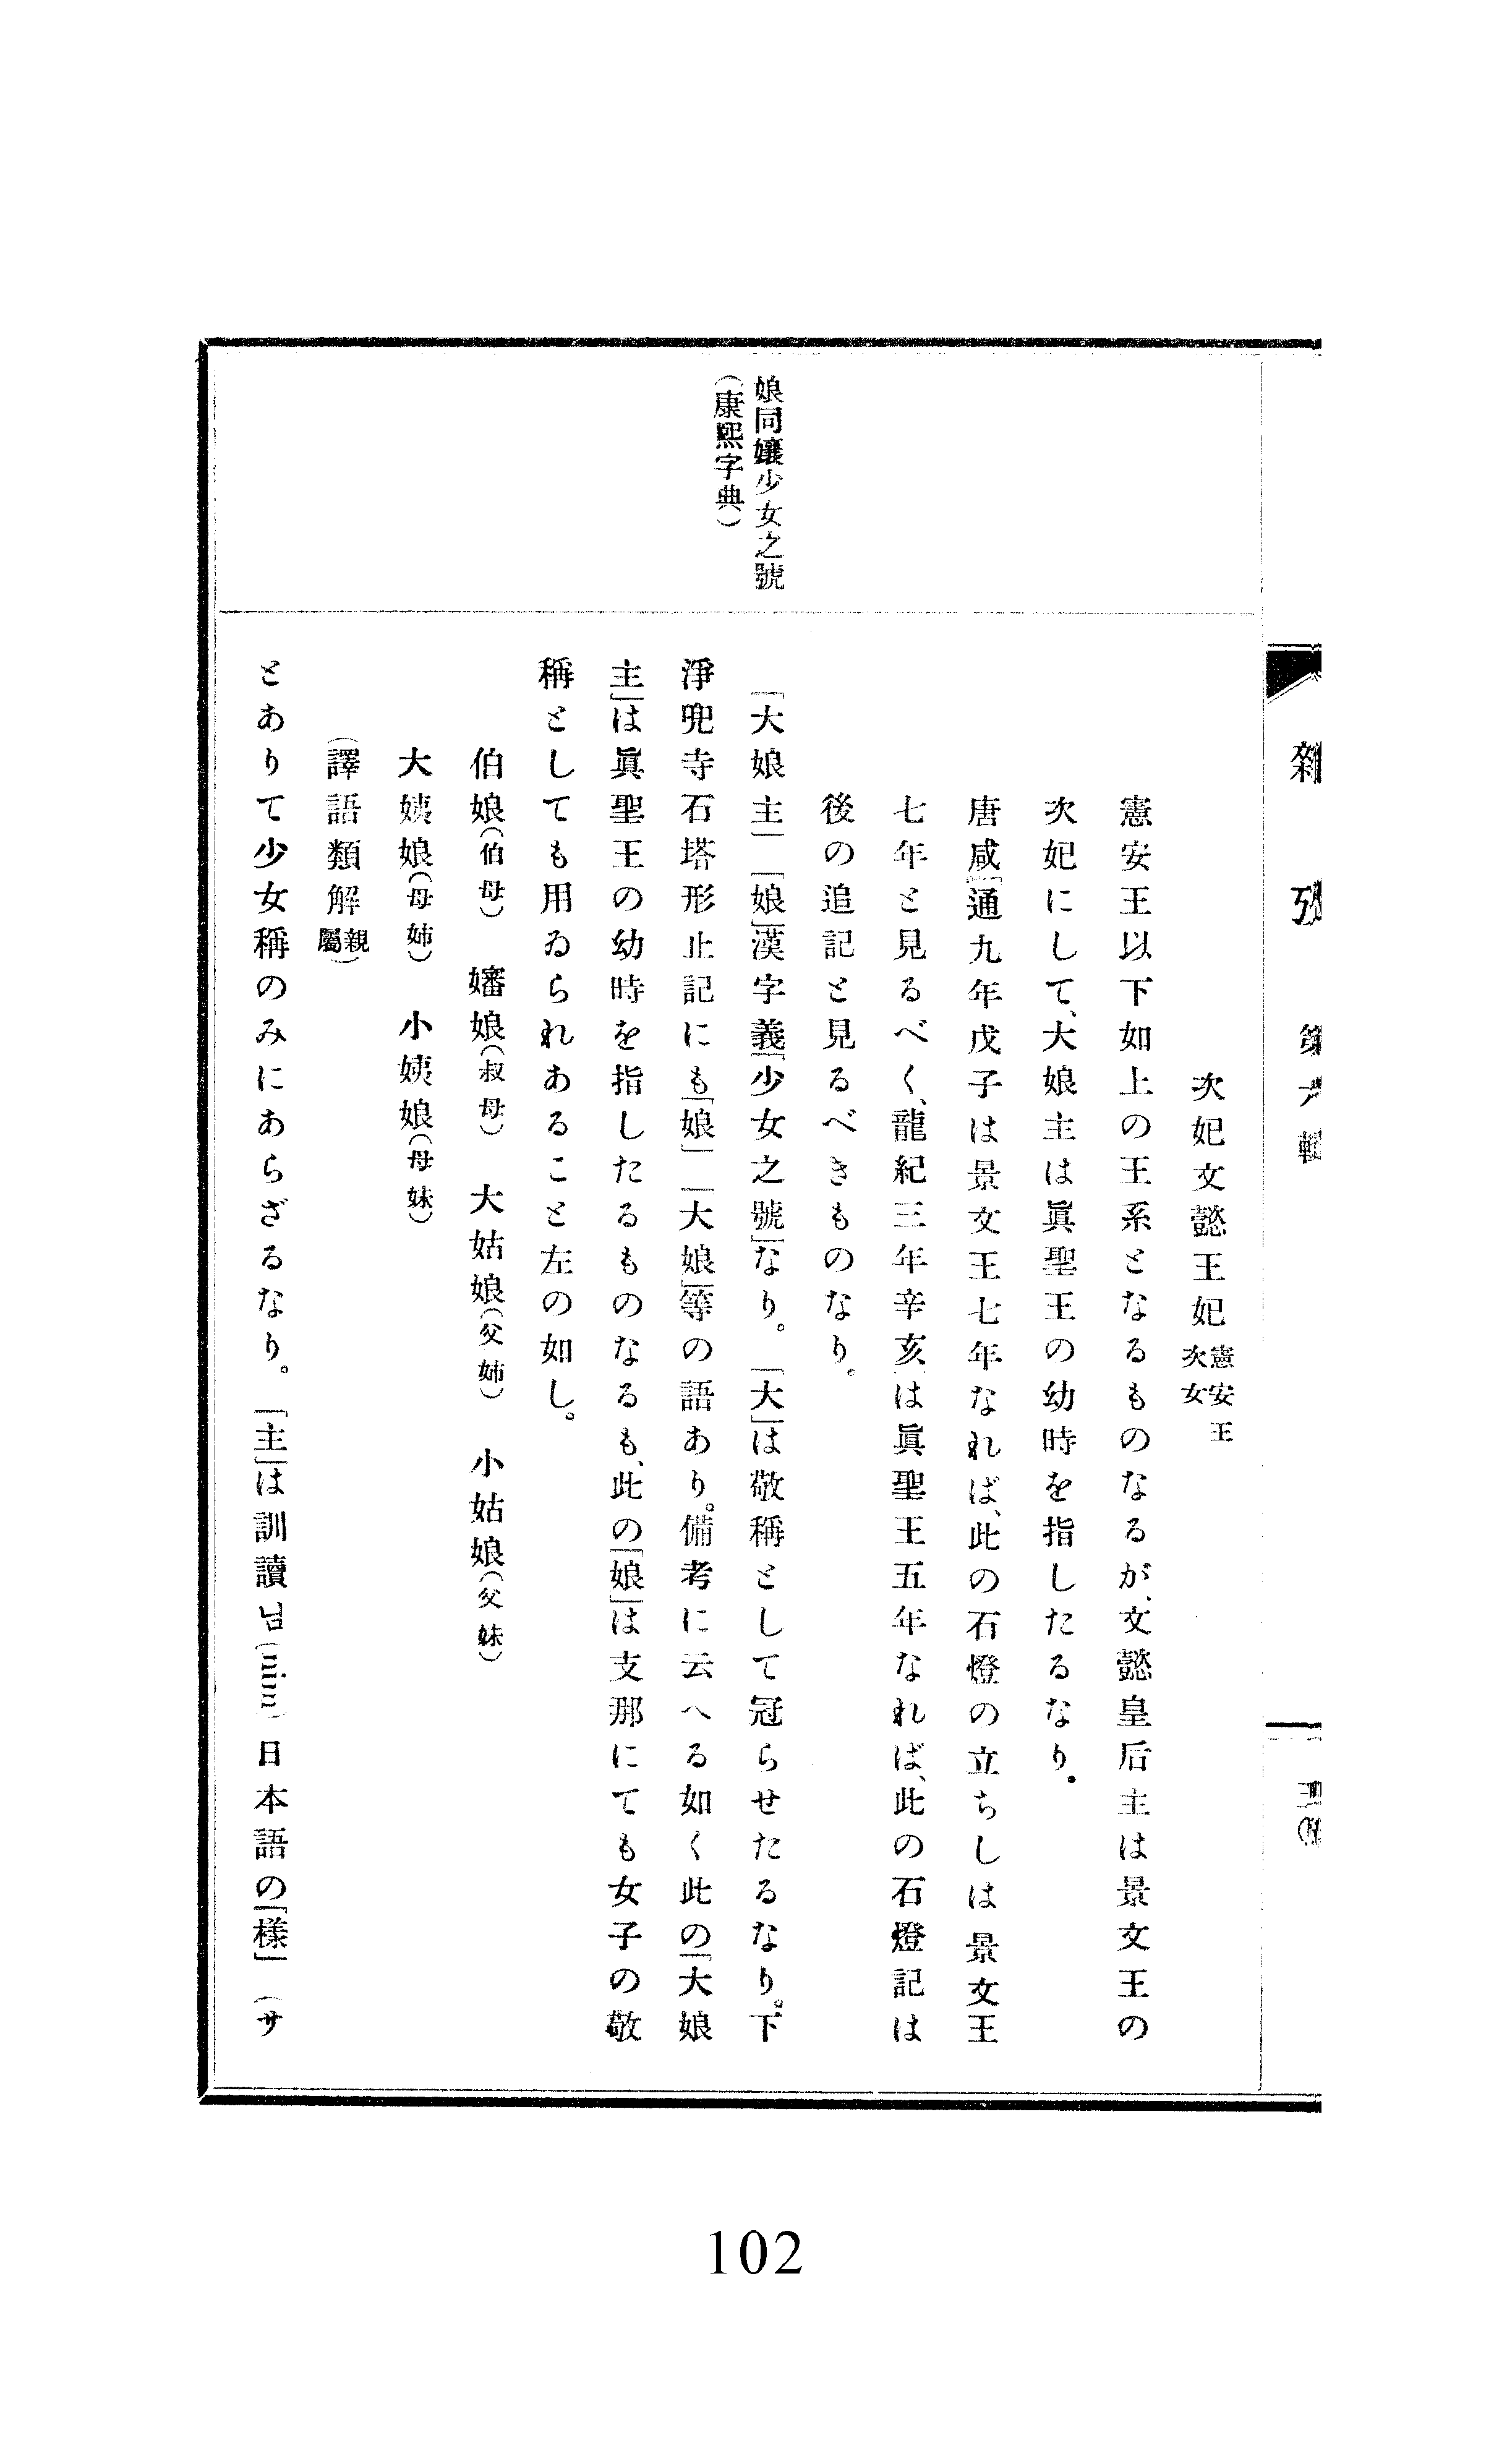 雜攷 第六輯
次妃文懿王妃憲安王次女
憲安王以下如上の王系となるものなるが、文懿皇后主は景文王の
次妃にして、大娘主は眞聖王の幼時を指したるなり。
唐咸「通九年戊子は景文王七年なれば、此の石燈の立ちしは景文王
七年と見るべく、龍紀三年辛亥は眞聖王五年なれば、此の石燈記は
後の追記と見るべきものなり。
娘同孃少女之號
(康熙字典)
「大娘主」「娘」漢字義「少女之號」なり。「大」は敬稱として冠らせたるなり。下
淨兜寺石塔形止記にも「娘」「大娘」等の語あり。備考に云へる如く此の「大娘
主」は眞聖王の幼時を指したるものなるも、此の「娘」は支那にても女子の敬
稱としても用ゐられあること左の如し。
伯娘(伯母) 嬸娘(叔母) 大姑娘(父姉) 小姑娘(父妹)
大姨娘(母姉) 小姨娘(母妹)
(譯語類解親屬)
とありて少女稱のみにあらざるなり。「主」は訓讀님(nim)日本語の「樣」(サ
102